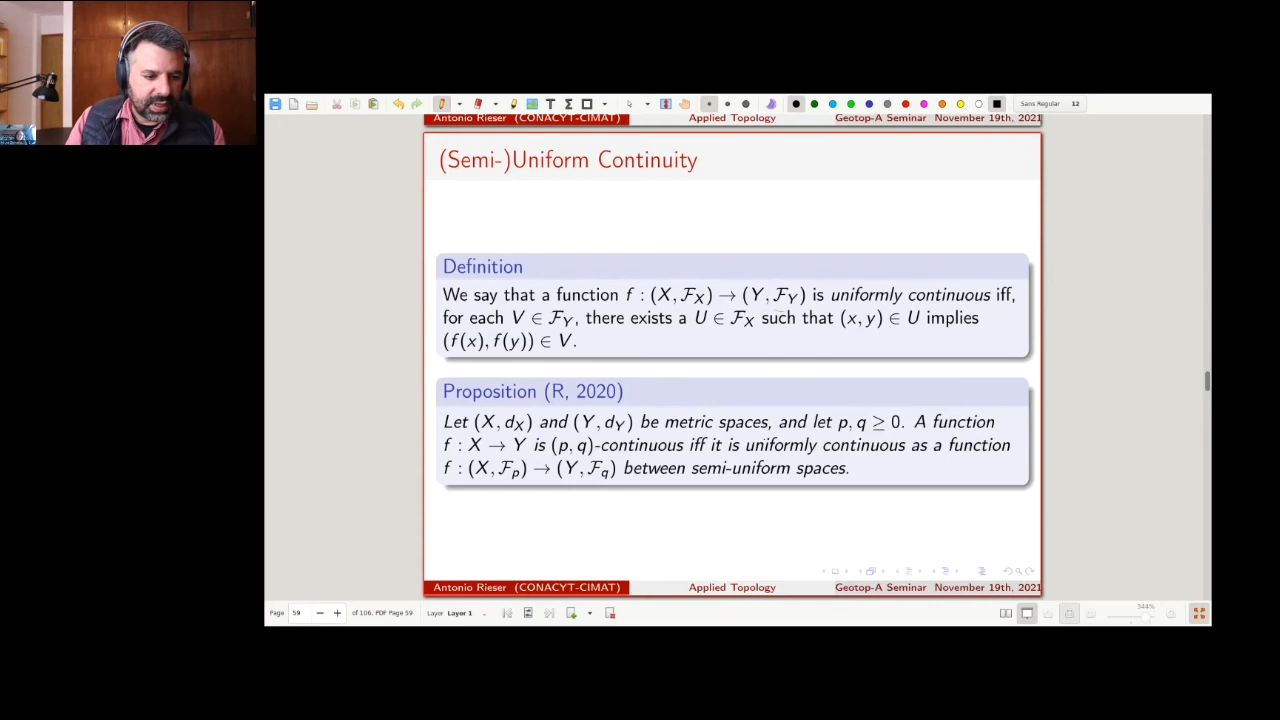 Sans Regular 12
Antonio Rieser (CONACYT-CIMAT) Applied Topology Geotop-A Seminar November 19th, 2021
(Semi-)Uniform Continuity
Definition
We say that a function f : (X, ℱ_X) → (Y, ℱ_Y) is uniformly continuous iff,
for each V ∈ ℱ_Y, there exists a U ∈ ℱ_X such that (x, y) ∈ U implies
(f(x), f(y)) ∈ V.
Proposition (R, 2020)
Let (X, d_X) and (Y, d_Y) be metric spaces, and let p, q ≥ 0. A function
f : X → Y is (p, q)-continuous iff it is uniformly continuous as a function
f : (X, ℱ_p) → (Y, ℱ_q) between semi-uniform spaces.
Antonio Rieser (CONACYT-CIMAT) Applied Topology Geotop-A Seminar November 19th, 2021
Page 59 of 106, PDF Page 59 Layer Layer 1 344%